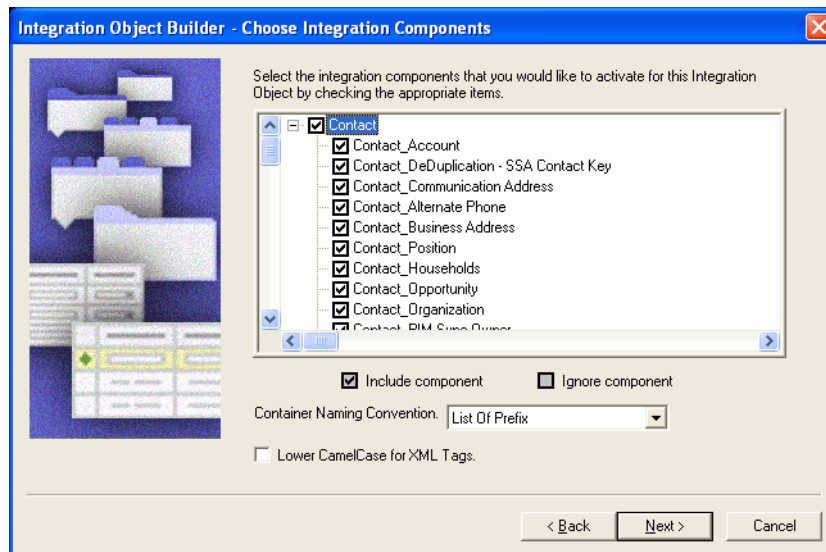 Integration Object Builder - Choose Integration Components
Select the integration components that you would like to activate for this Integration
Object by checking the appropriate items.
Contact
Contact_Account
Contact_DeDuplication - SSA Contact Key
Contact_Communication Address
Contact_Alternate Phone
Contact_Business Address
Contact_Position
Contact_Households
Contact_Opportunity
Contact_Organization
Contact_PIM Sync Owner
Include component
Ignore component
Container Naming Convention.
List Of Prefix
Lower CamelCase for XML Tags.
< Back
Next >
Cancel